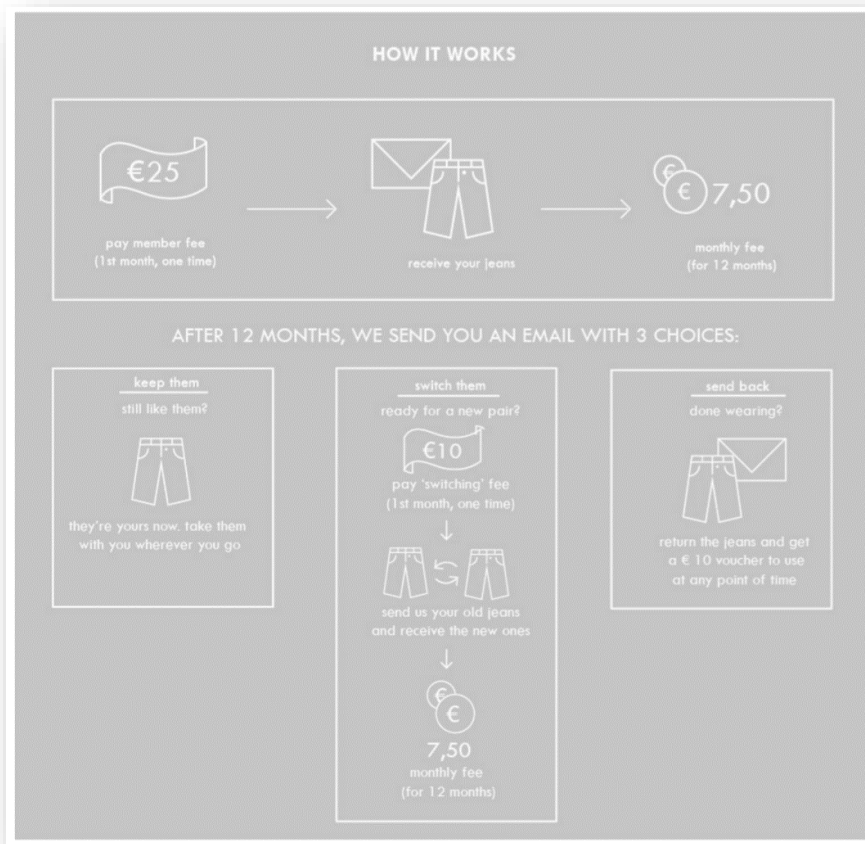 HOW IT WORKS
€25
pay member fee
(1st month, one time)
receive your jeans
€
€ 7,50
monthly fee
(for 12 months)
AFTER 12 MONTHS, WE SEND YOU AN EMAIL WITH 3 CHOICES:
keep them
still like them?
they're yours now. take them
with you wherever you go
switch them
ready for a new pair?
€10
pay 'switching' fee
(1st month, one time)
send us your old jeans
and receive the new ones
€
€
7,50
monthly fee
(for 12 months)
send back
done wearing?
return the jeans and get
a € 10 voucher to use
at any point of time